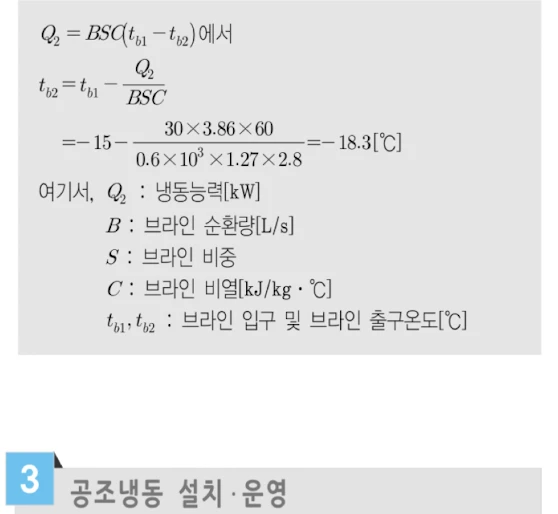 Q₂ = BSC(t_b1 − t_b2)에서
t_b2 = t_b1 − Q₂/BSC
=−15− 30×3.86×60/0.6×10³×1.27×2.8 =−18.3[℃]
여기서, Q₂ : 냉동능력[kW]
B : 브라인 순환량[L/s]
S : 브라인 비중
C : 브라인 비열[kJ/kg·℃]
t_b1, t_b2 : 브라인 입구 및 브라인 출구온도[℃]
3 공조냉동 설치·운영